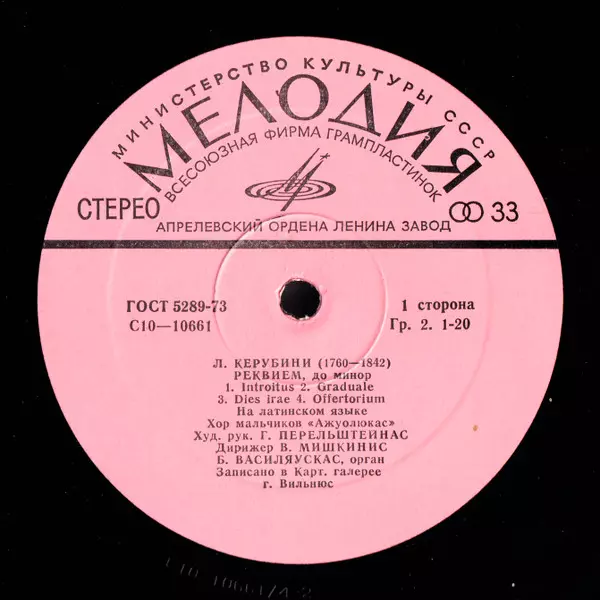 МИНИСТЕРСТВО КУЛЬТУРЫ СССР
МЕЛОДИЯ
ВСЕСОЮЗНАЯ ФИРМА ГРАМПЛАСТИНОК
СТЕРЕО
33
АПРЕЛЕВСКИЙ ОРДЕНА ЛЕНИНА ЗАВОД
ГОСТ 5289-73
1 сторона
С10—10661
Гр. 2. 1-20
Л. КЕРУБИНИ (1760—1842)
РЕКВИЕМ, до минор
1. Introitus 2. Graduale
3. Dies irae 4. Offertorium
На латинском языке
Хор мальчиков «Ажуолюкас»
Худ. рук. Г. ПЕРЕЛЬШТЕЙНАС
Дирижер В. МИШКИНИС
Б. ВАСИЛЯУСКАС, орган
Записано в Карт. галерее
г. Вильнюс